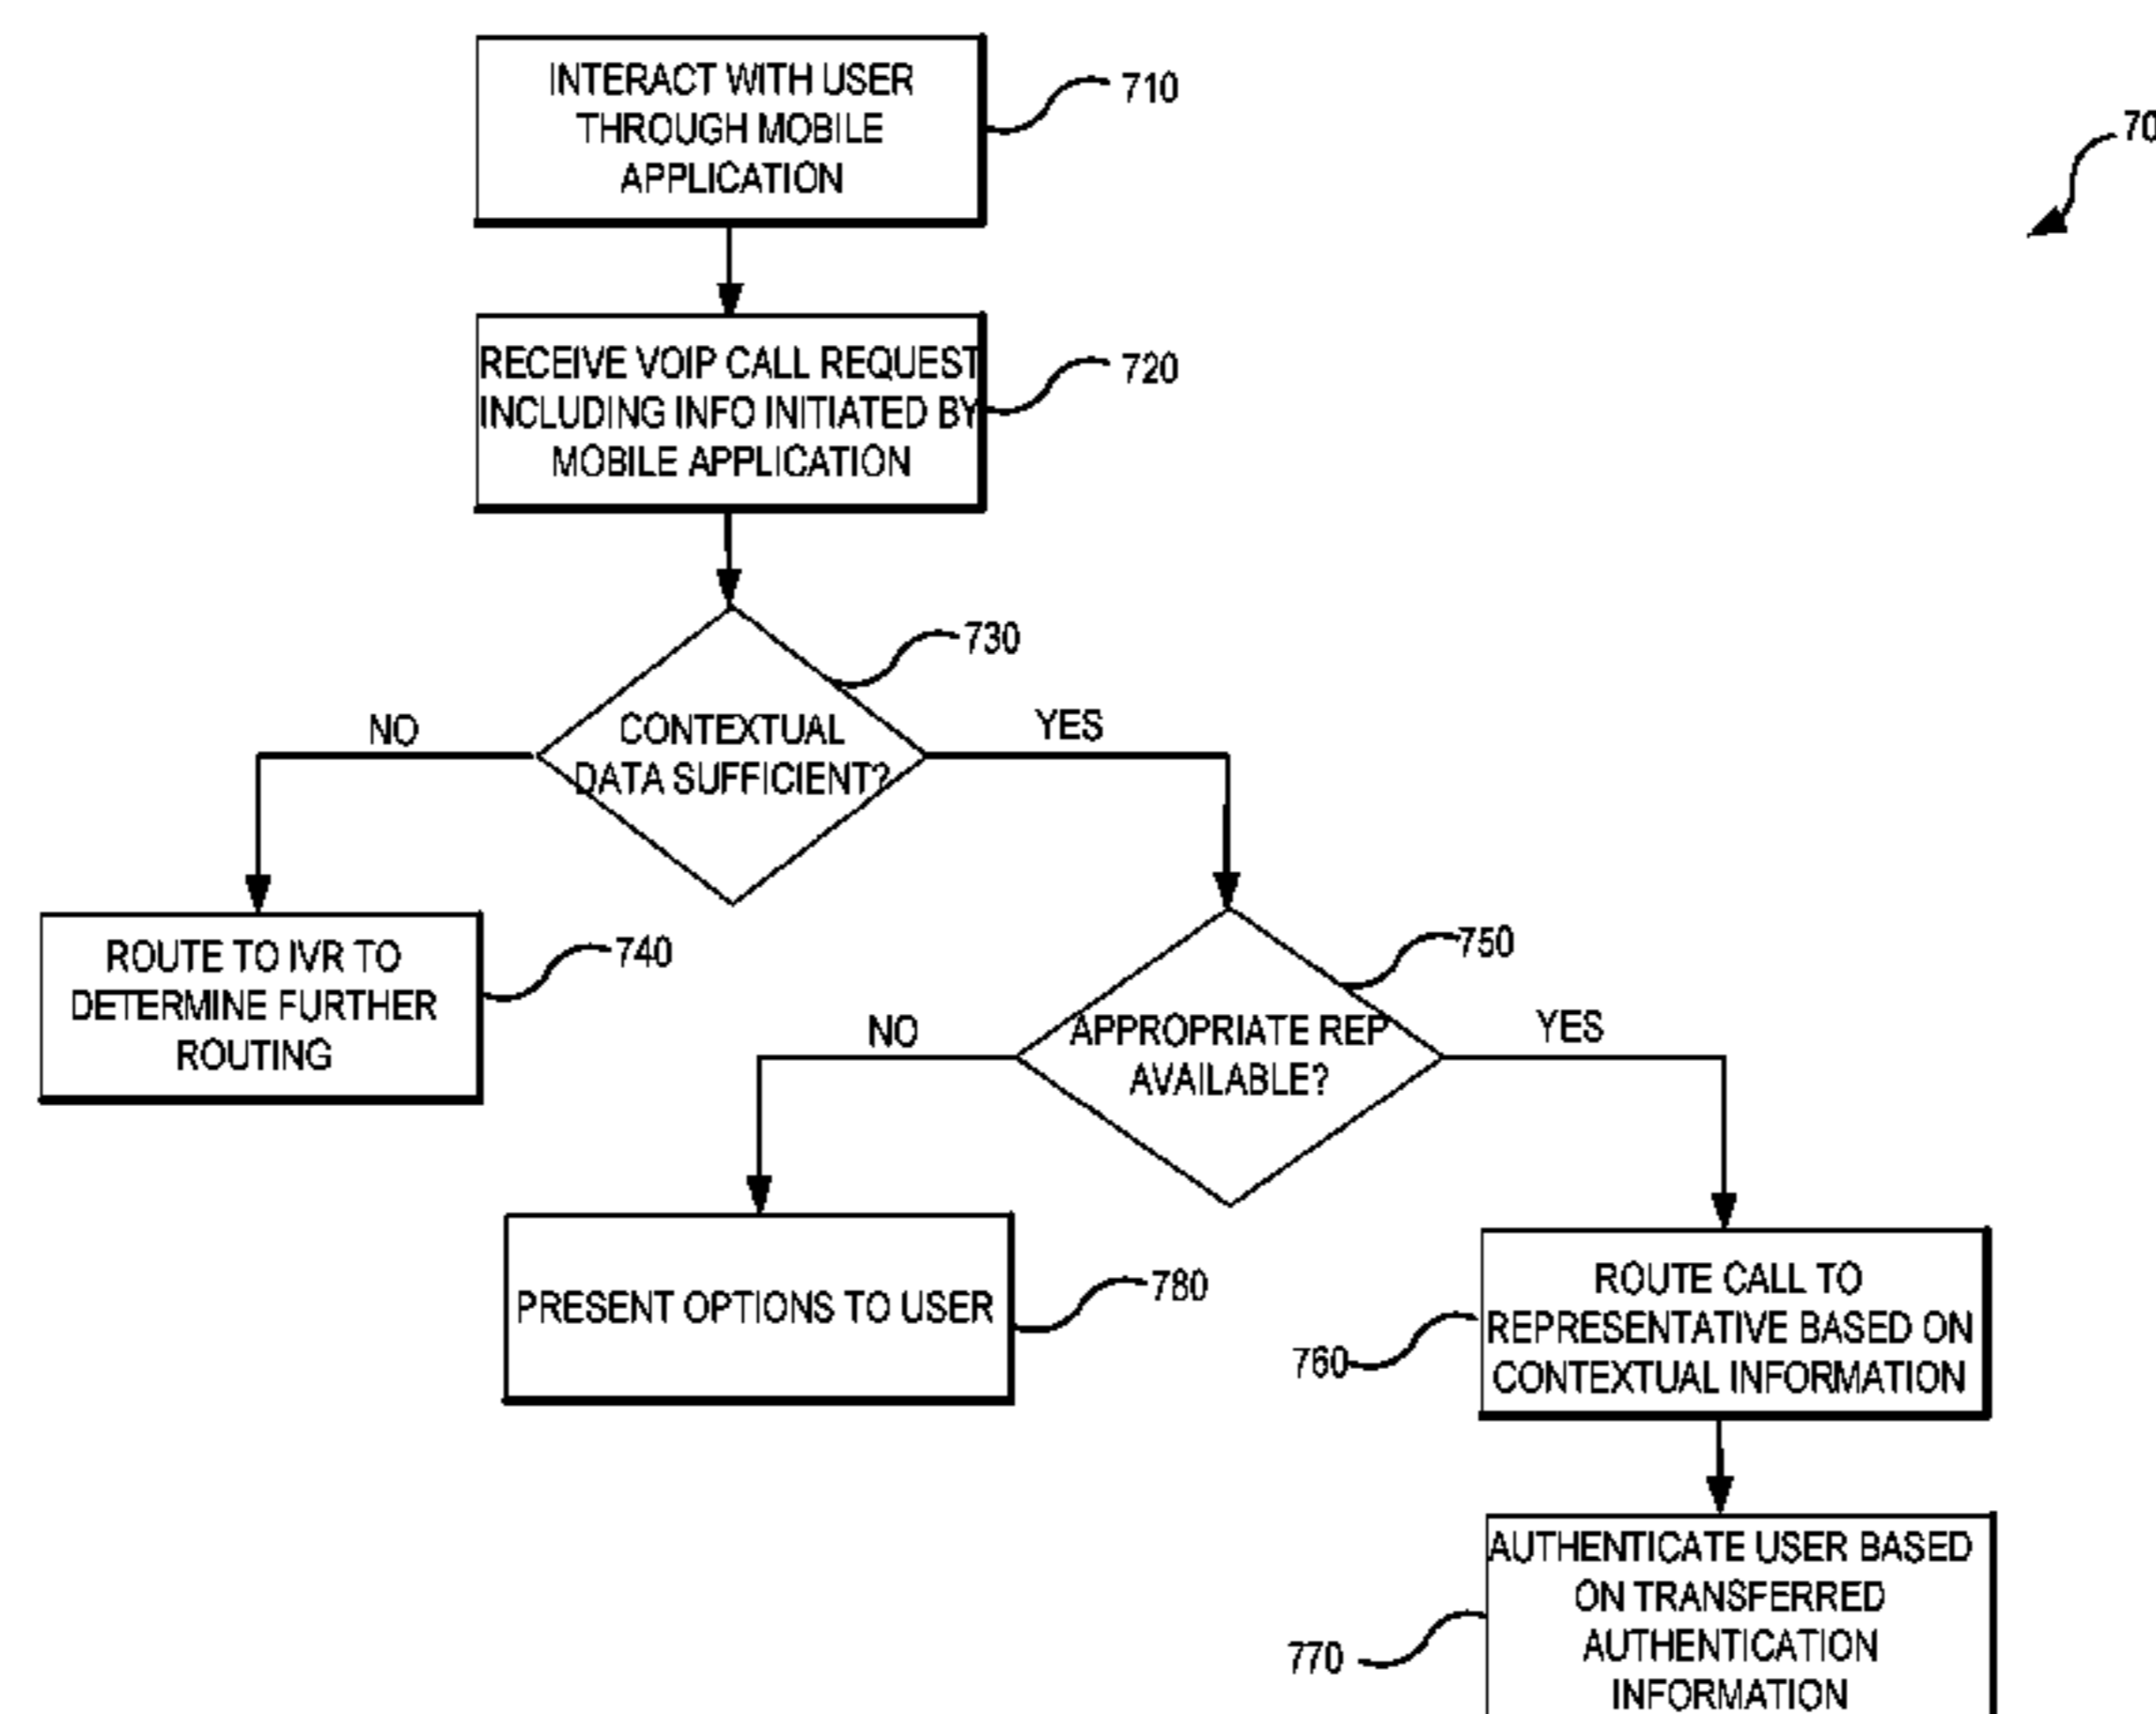 INTERACT WITH USER
THROUGH MOBILE
APPLICATION
710
70
RECEIVE VOIP CALL REQUEST
INCLUDING INFO INITIATED BY
MOBILE APPLICATION
720
730
CONTEXTUAL
DATA SUFFICIENT?
NO
YES
ROUTE TO IVR TO
DETERMINE FURTHER
ROUTING
740
750
APPROPRIATE REP
AVAILABLE?
NO
YES
PRESENT OPTIONS TO USER
780
ROUTE CALL TO
REPRESENTATIVE BASED ON
CONTEXTUAL INFORMATION
760
AUTHENTICATE USER BASED
ON TRANSFERRED
AUTHENTICATION
INFORMATION
770